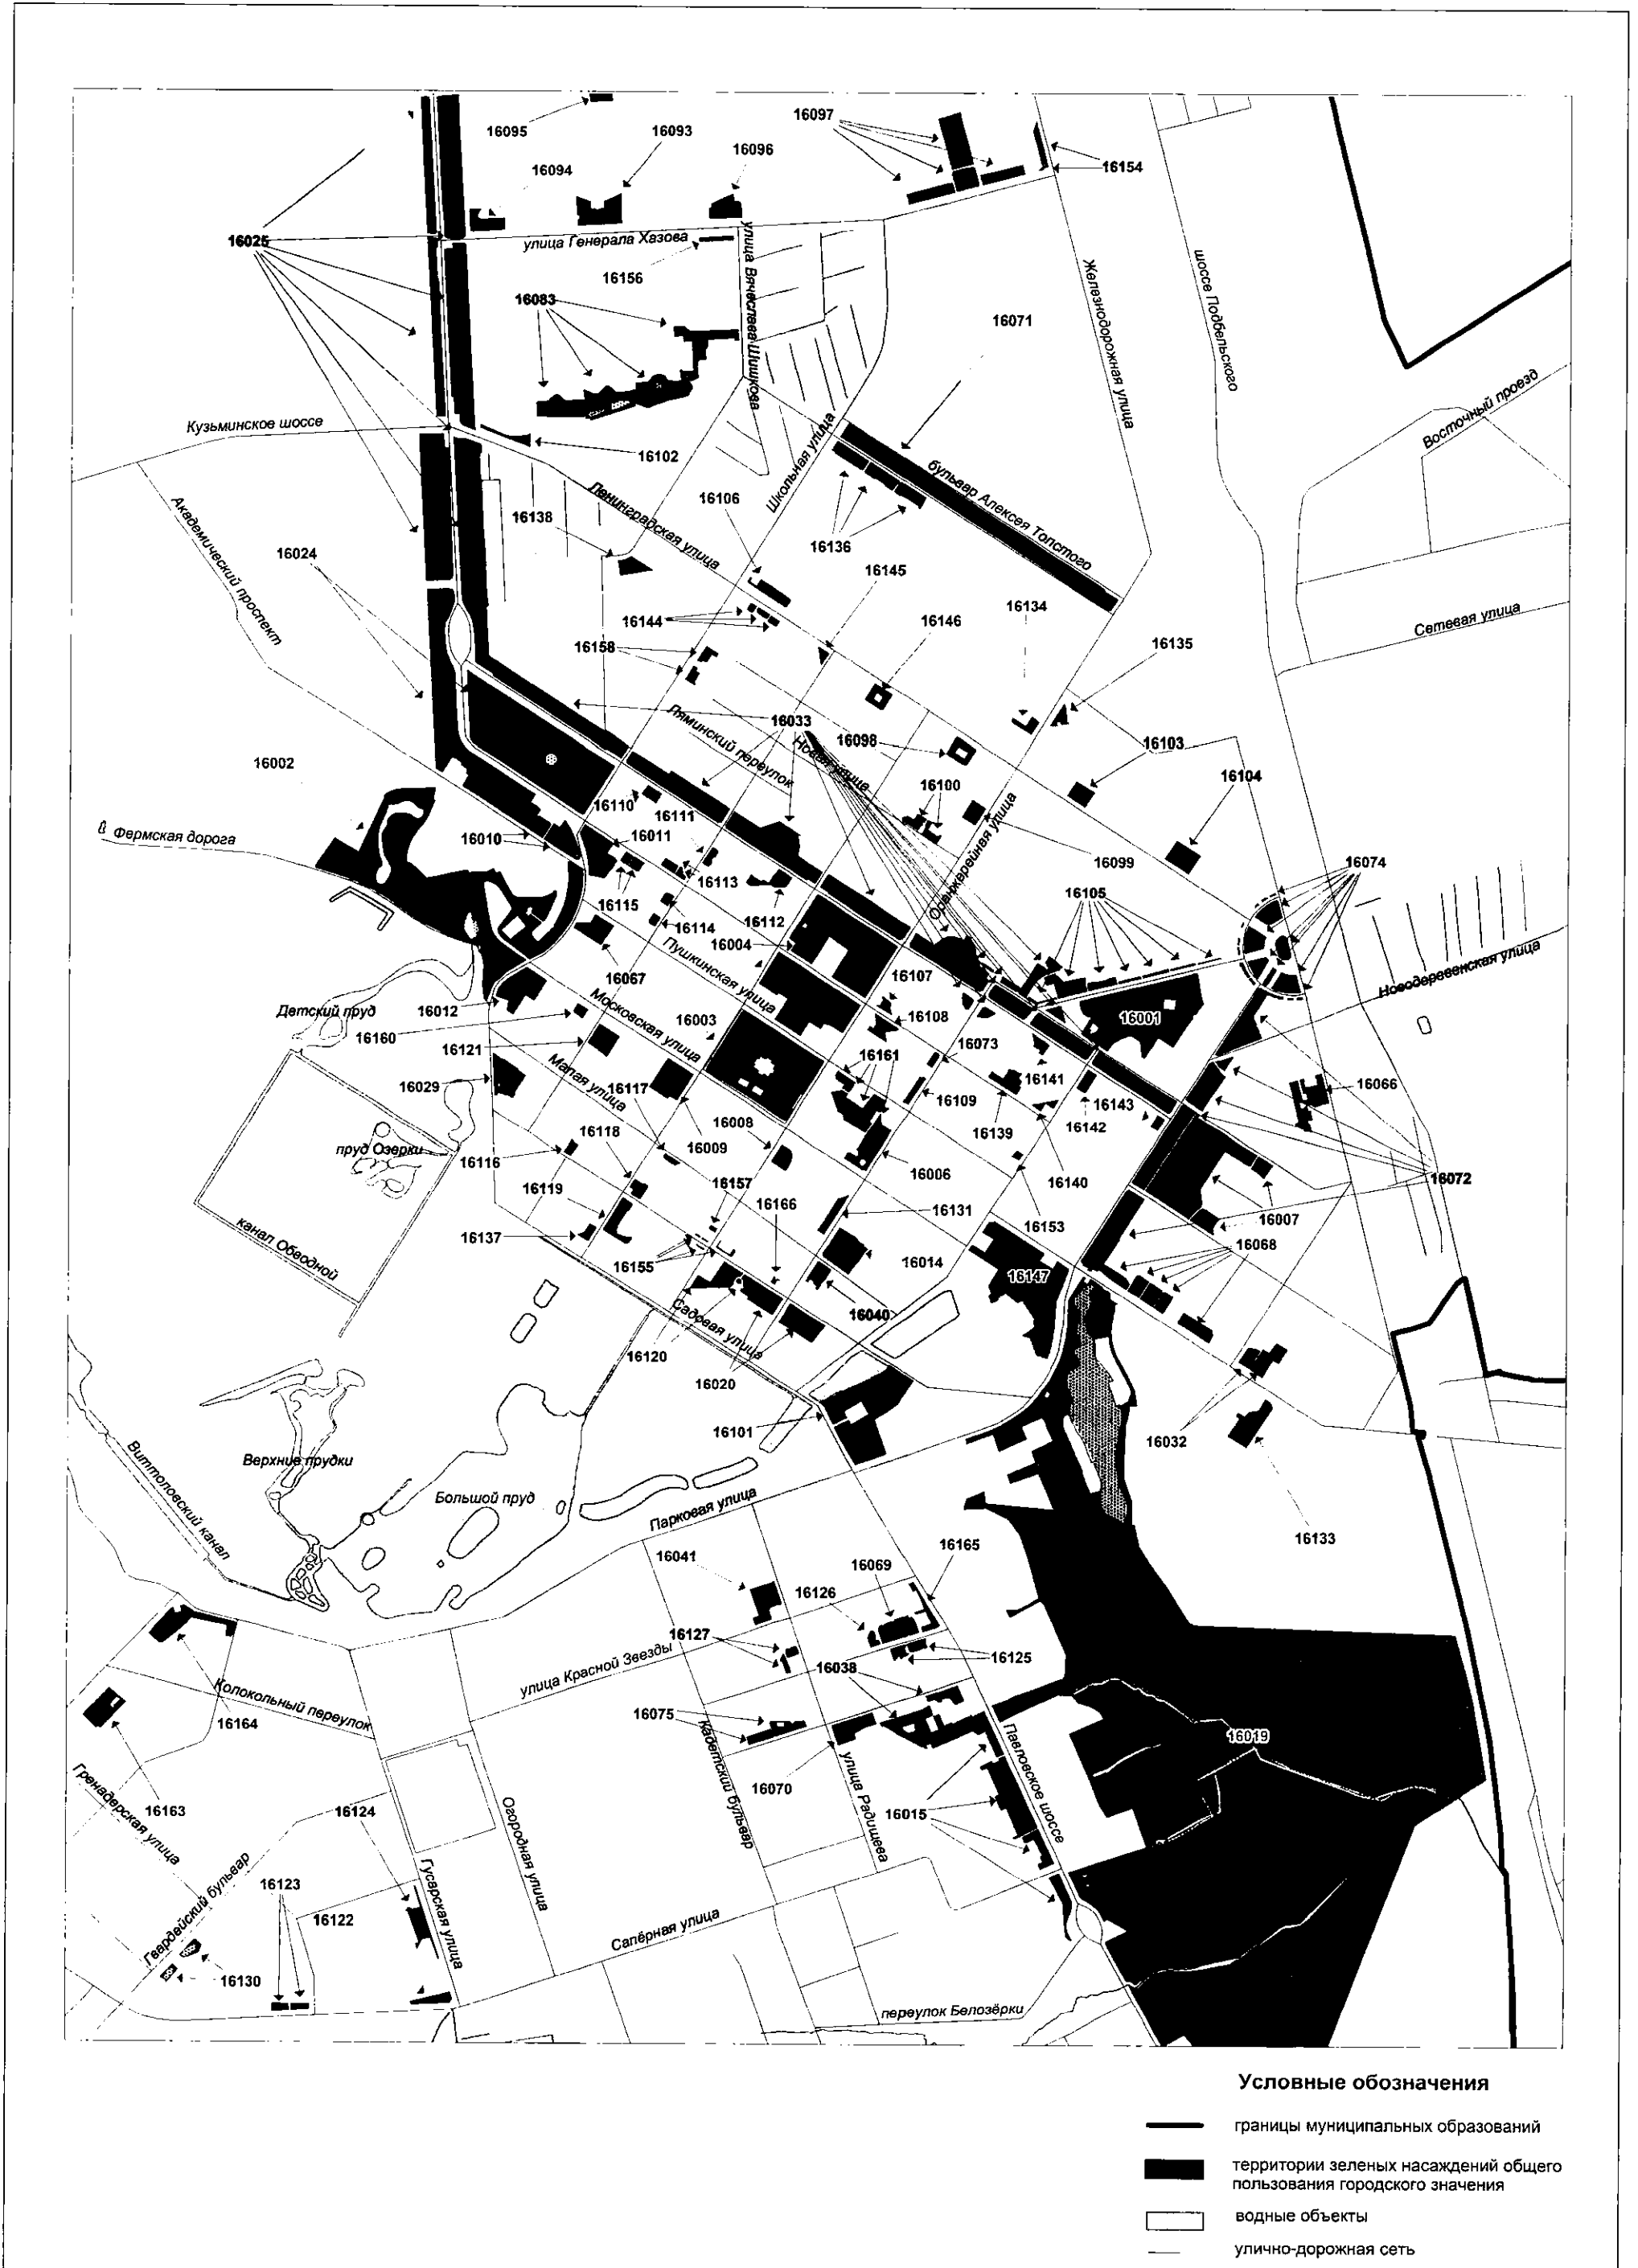 16095
16093
16097
16096
16094
16154
16025
улица Генерала Хазова
улица Вячеслава Шишкова
16156
Железнодорожная улица
шоссе Подбельского
16083
16071
Восточный проезд
Кузьминское шоссе
16102
Школьная улица
бульвар Алексея Толстого
16106
Ленинградская улица
Академический проспект
16138
16136
16024
16145
16134
16146
Сетевая улица
16144
16158
16135
16033
Ляминский переулок
Новая улица
16098
16103
16002
16104
16100
16110
16111
16011
Фермская дорога
16010
Оранжерейная улица
16099
16074
16113
16105
16115
16112
16114
16004
Пушкинская улица
16107
16067
Новодеревенская улица
Детский пруд
16012
Московская улица
16003
16108
16001
16160
16121
16161
16073
16029
Малая улица
16117
16141
16066
16109
16143
16118
16008
16139
16142
пруд Озерки
16009
16116
16006
16140
16072
16119
16157
16166
16131
16153
16007
16137
канал Обводной
16155
16014
16068
16147
16040
Садовая улица
16120
16020
16101
16032
Виттоловский канал
Верхние прудки
Большой пруд
Парковая улица
16133
16041
16165
16069
16126
16127
16125
улица Красной Звезды
16038
Колокольный переулок
16164
16075
16019
Кадетский бульвар
Павловское шоссе
16070
улица Радищева
16163
16124
16015
Гренадерская улица
Огородная улица
Гвардейский бульвар
16123
Гусарская улица
16122
Сапёрная улица
16130
переулок Белозёрки
Условные обозначения
границы муниципальных образований
территории зеленых насаждений общего
пользования городского значения
водные объекты
улично-дорожная сеть